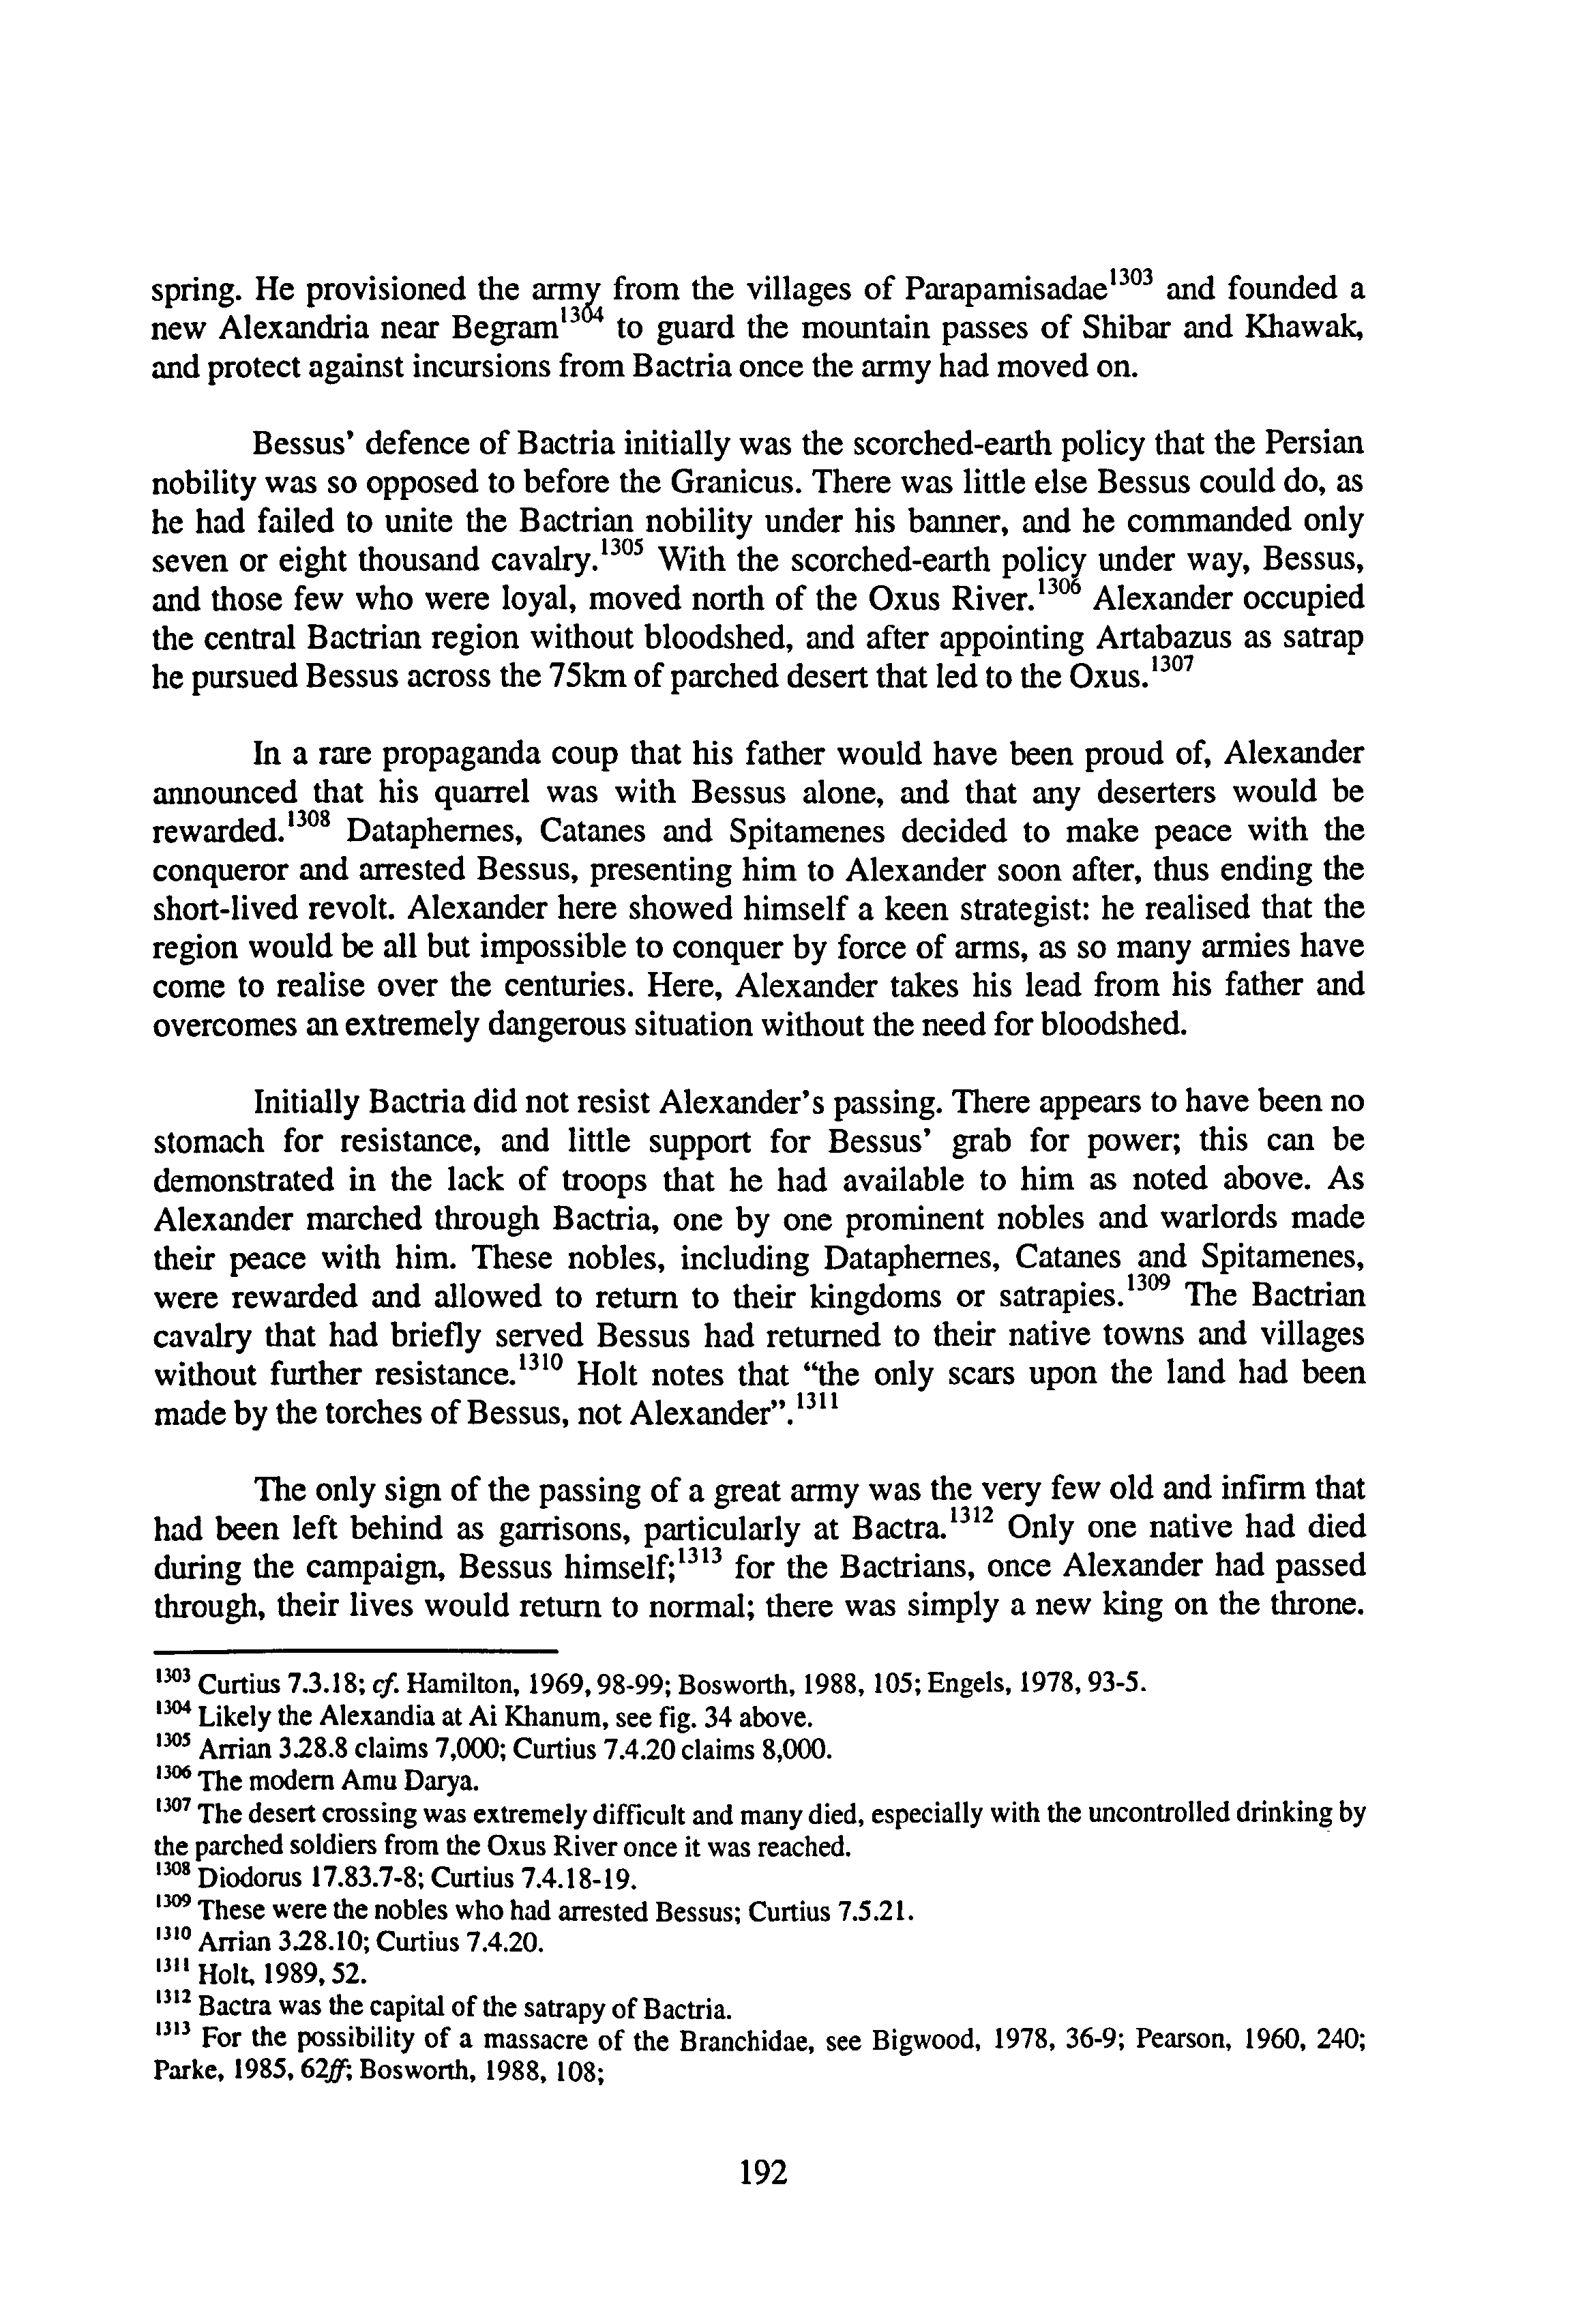 spring. He provisioned the army from the villages of Parapamisadae1303 and founded a
new Alexandria near Begram1304 to guard the mountain passes of Shibar and Khawak,
and protect against incursions from Bactria once the army had moved on.
Bessus' defence of Bactria initially was the scorched-earth policy that the Persian
nobility was so opposed to before the Granicus. There was little else Bessus could do, as
he had failed to unite the Bactrian nobility under his banner, and he commanded only
seven or eight thousand cavalry.1305 With the scorched-earth policy under way, Bessus,
and those few who were loyal, moved north of the Oxus River.1306 Alexander occupied
the central Bactrian region without bloodshed, and after appointing Artabazus as satrap
he pursued Bessus across the 75km of parched desert that led to the Oxus.1307
In a rare propaganda coup that his father would have been proud of, Alexander
announced that his quarrel was with Bessus alone, and that any deserters would be
rewarded.1308 Dataphernes, Catanes and Spitamenes decided to make peace with the
conqueror and arrested Bessus, presenting him to Alexander soon after, thus ending the
short-lived revolt. Alexander here showed himself a keen strategist: he realised that the
region would be all but impossible to conquer by force of arms, as so many armies have
come to realise over the centuries. Here, Alexander takes his lead from his father and
overcomes an extremely dangerous situation without the need for bloodshed.
Initially Bactria did not resist Alexander's passing. There appears to have been no
stomach for resistance, and little support for Bessus' grab for power; this can be
demonstrated in the lack of troops that he had available to him as noted above. As
Alexander marched through Bactria, one by one prominent nobles and warlords made
their peace with him. These nobles, including Dataphernes, Catanes and Spitamenes,
were rewarded and allowed to return to their kingdoms or satrapies.1309 The Bactrian
cavalry that had briefly served Bessus had returned to their native towns and villages
without further resistance.1310 Holt notes that "the only scars upon the land had been
made by the torches of Bessus, not Alexander".1311
The only sign of the passing of a great army was the very few old and infirm that
had been left behind as garrisons, particularly at Bactra.1312 Only one native had died
during the campaign, Bessus himself;1313 for the Bactrians, once Alexander had passed
through, their lives would return to normal; there was simply a new king on the throne.
1303 Curtius 7.3.18; cf. Hamilton, 1969, 98-99; Bosworth, 1988, 105; Engels, 1978, 93-5.
1304 Likely the Alexandia at Ai Khanum, see fig. 34 above.
1305 Arrian 3.28.8 claims 7,000; Curtius 7.4.20 claims 8,000.
1306 The modern Amu Darya.
1307 The desert crossing was extremely difficult and many died, especially with the uncontrolled drinking by
the parched soldiers from the Oxus River once it was reached.
1308 Diodorus 17.83.7-8; Curtius 7.4.18-19.
1309 These were the nobles who had arrested Bessus; Curtius 7.5.21.
1310 Arrian 3.28.10; Curtius 7.4.20.
1311 Holt, 1989, 52.
1312 Bactra was the capital of the satrapy of Bactria.
1313 For the possibility of a massacre of the Branchidae, see Bigwood, 1978, 36-9; Pearson, 1960, 240;
Parke, 1985, 62ff; Bosworth, 1988, 108;
192